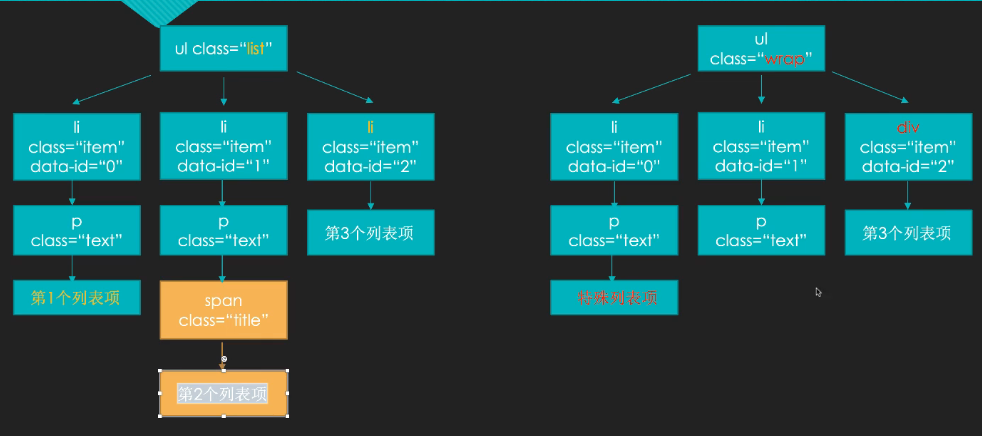 ul class=“list”
ul
class=“wrap”
li
class=“item”
data-id=“0”
li
class=“item”
data-id=“1”
li
class=“item”
data-id=“2”
li
class=“item”
data-id=“0”
li
class=“item”
data-id=“1”
div
class=“item”
data-id=“2”
p
class=“text”
p
class=“text”
第3个列表项
p
class=“text”
p
class=“text”
第3个列表项
第1个列表项
span
class=“title”
特殊列表项
第2个列表项